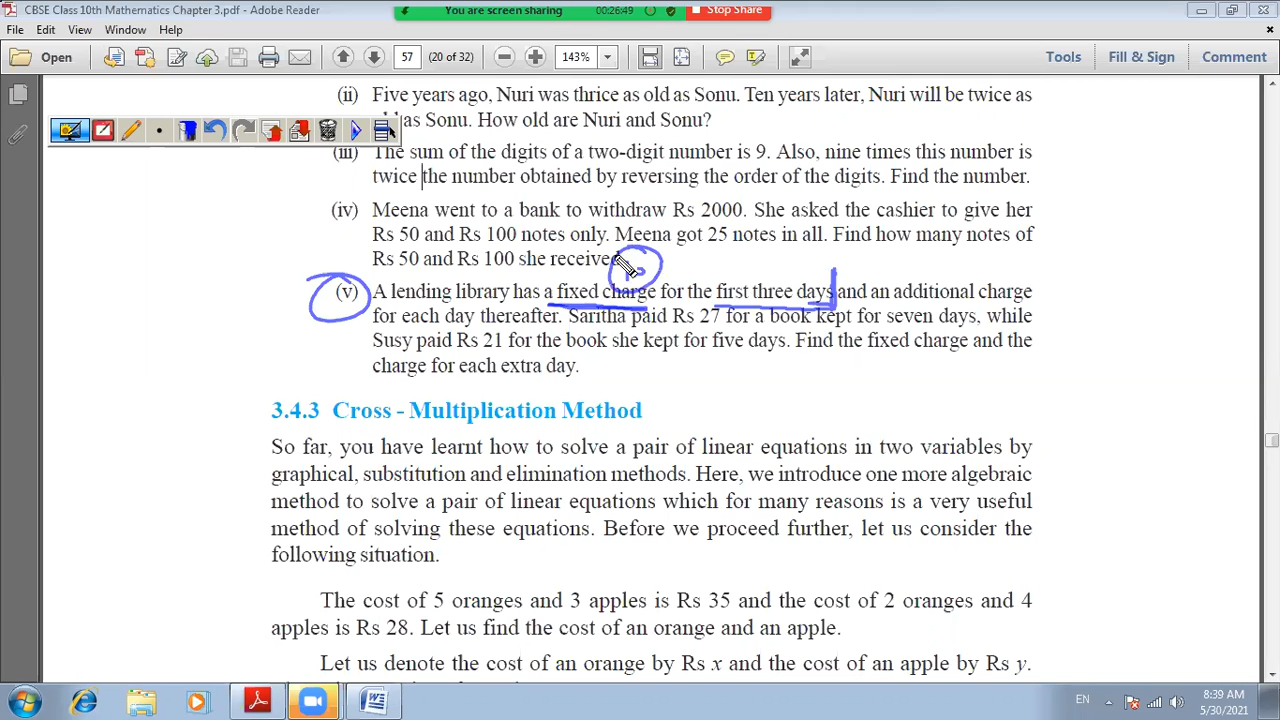 CBSE Class 10th Mathematics Chapter 3.pdf - Adobe Reader
You are screen sharing
00:26:49
Stop Share
File Edit View Window Help
Open
57 (20 of 32)
143%
Tools Fill & Sign Comment
(ii) Five years ago, Nuri was thrice as old as Sonu. Ten years later, Nuri will be twice as
as Sonu. How old are Nuri and Sonu?
(iii) The sum of the digits of a two-digit number is 9. Also, nine times this number is
twice the number obtained by reversing the order of the digits. Find the number.
(iv) Meena went to a bank to withdraw Rs 2000. She asked the cashier to give her
Rs 50 and Rs 100 notes only. Meena got 25 notes in all. Find how many notes of
Rs 50 and Rs 100 she received
(v) A lending library has a fixed charge for the first three days and an additional charge
for each day thereafter. Saritha paid Rs 27 for a book kept for seven days, while
Susy paid Rs 21 for the book she kept for five days. Find the fixed charge and the
charge for each extra day.
3.4.3 Cross - Multiplication Method
So far, you have learnt how to solve a pair of linear equations in two variables by
graphical, substitution and elimination methods. Here, we introduce one more algebraic
method to solve a pair of linear equations which for many reasons is a very useful
method of solving these equations. Before we proceed further, let us consider the
following situation.
The cost of 5 oranges and 3 apples is Rs 35 and the cost of 2 oranges and 4
apples is Rs 28. Let us find the cost of an orange and an apple.
Let us denote the cost of an orange by Rs x and the cost of an apple by Rs y.
EN
8:39 AM
5/30/2021